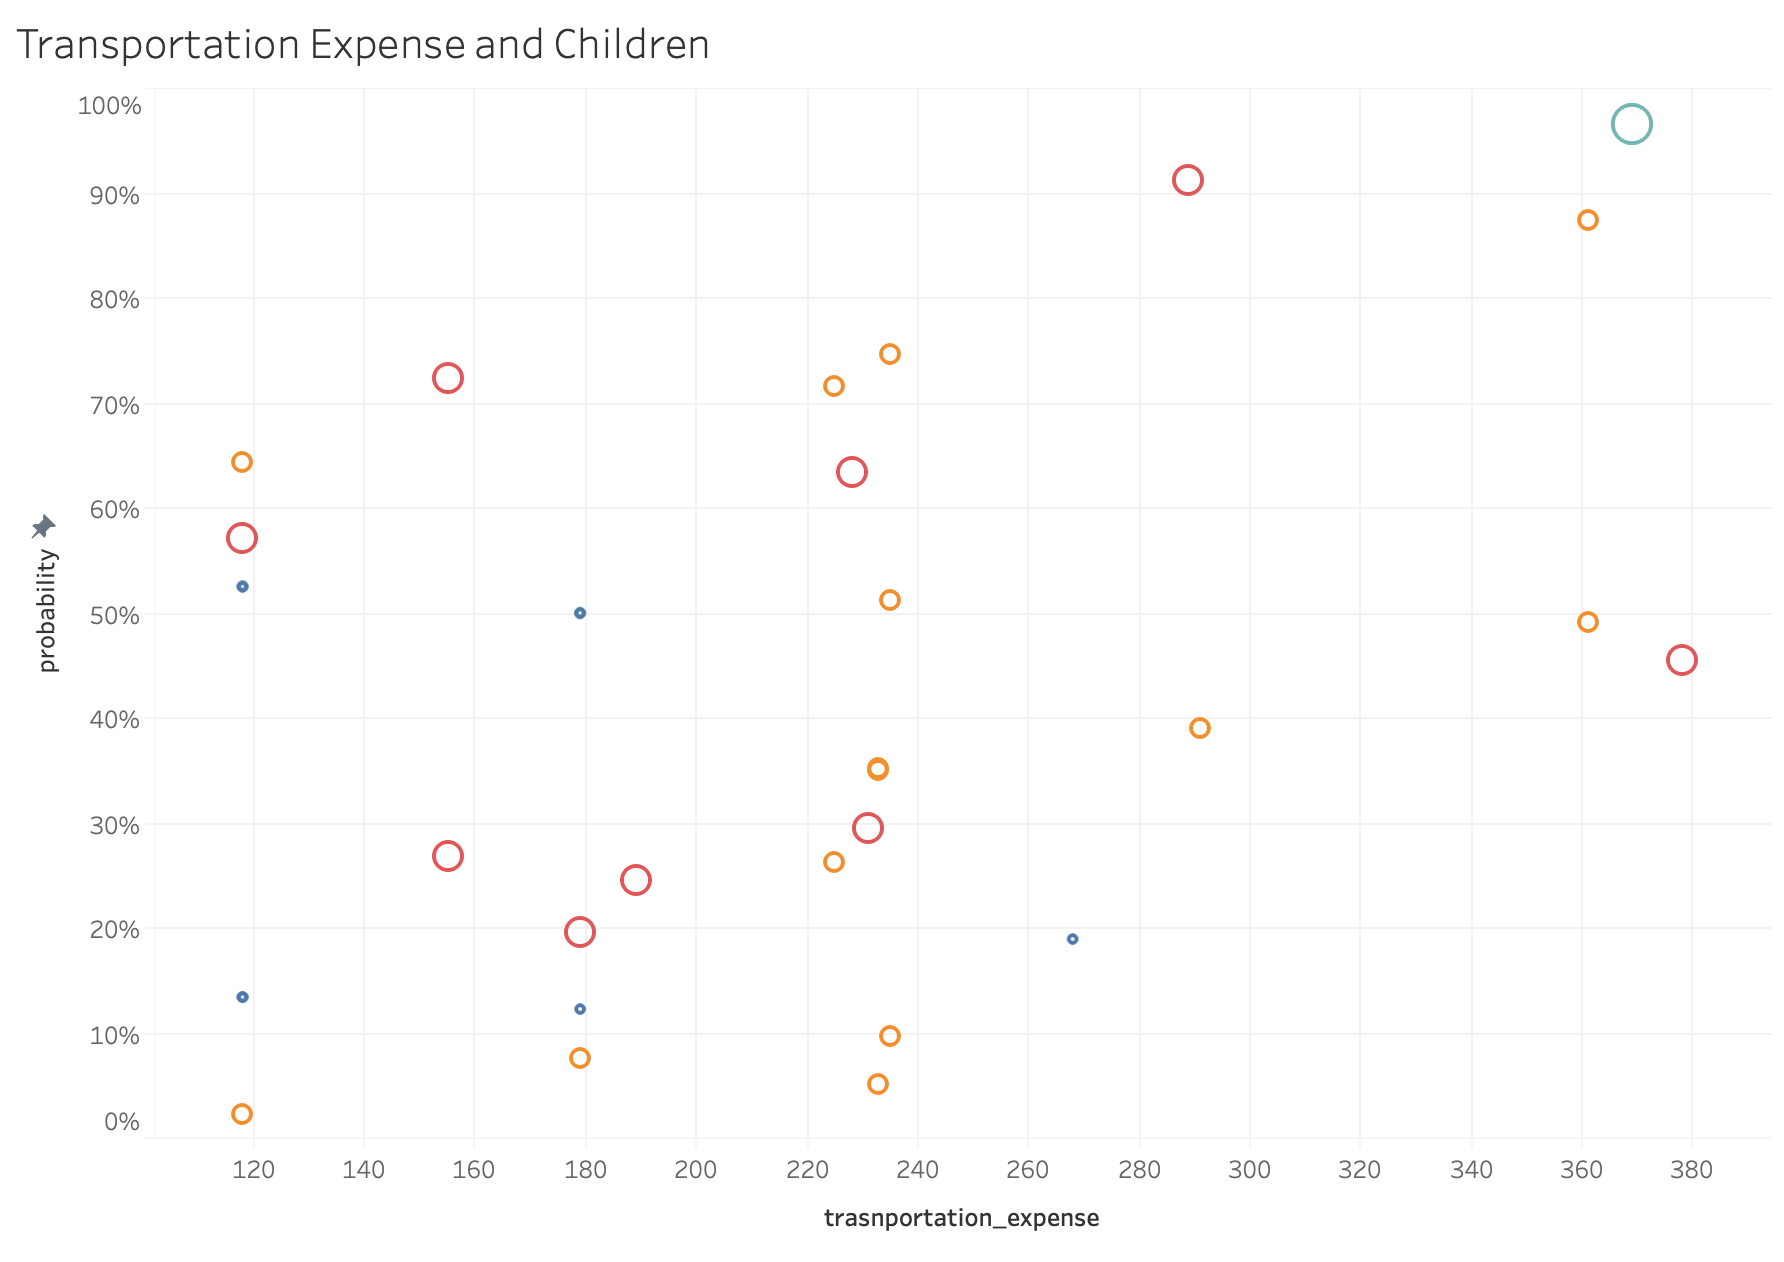 Transportation Expense and Children
100%
90%
80%
70%
60%
50%
40%
30%
20%
10%
0%
probability
120 140 160 180 200 220 240 260 280 300 320 340 360 380
trasnportation_expense